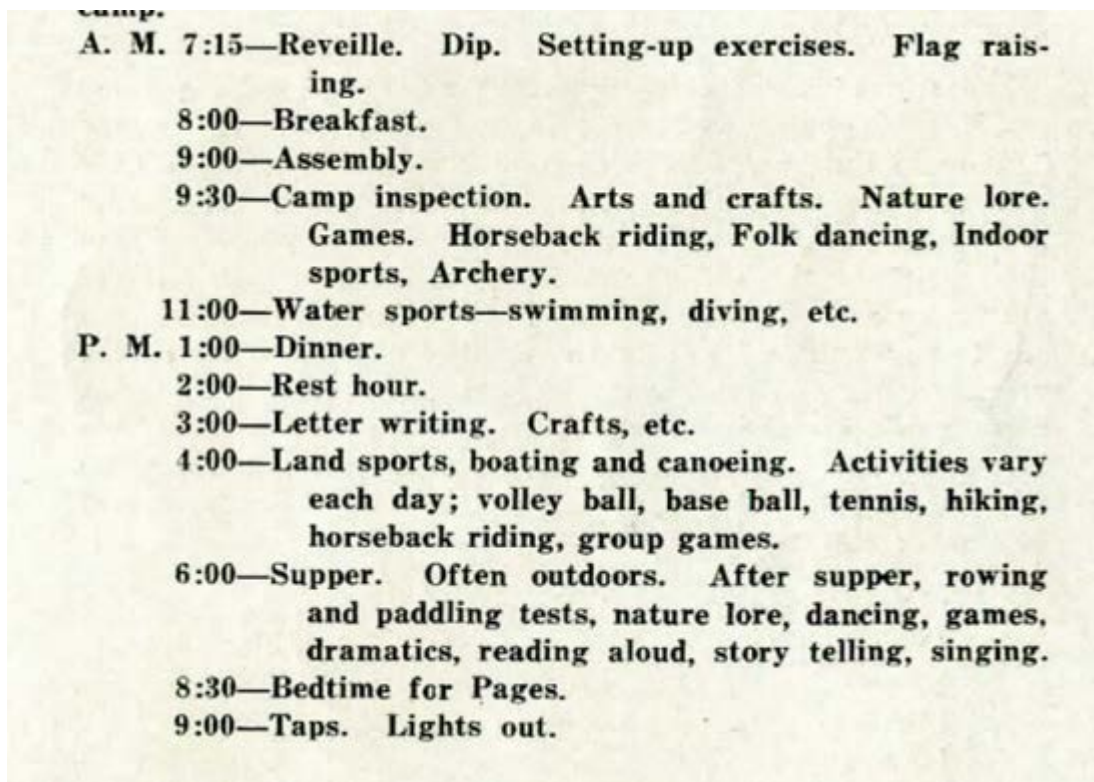 camp.
A. M. 7:15—Reveille. Dip. Setting-up exercises. Flag rais-
ing.
8:00—Breakfast.
9:00—Assembly.
9:30—Camp inspection. Arts and crafts. Nature lore.
Games. Horseback riding, Folk dancing, Indoor
sports, Archery.
11:00—Water sports—swimming, diving, etc.
P. M. 1:00—Dinner.
2:00—Rest hour.
3:00—Letter writing. Crafts, etc.
4:00—Land sports, boating and canoeing. Activities vary
each day; volley ball, base ball, tennis, hiking,
horseback riding, group games.
6:00—Supper. Often outdoors. After supper, rowing
and paddling tests, nature lore, dancing, games,
dramatics, reading aloud, story telling, singing.
8:30—Bedtime for Pages.
9:00—Taps. Lights out.